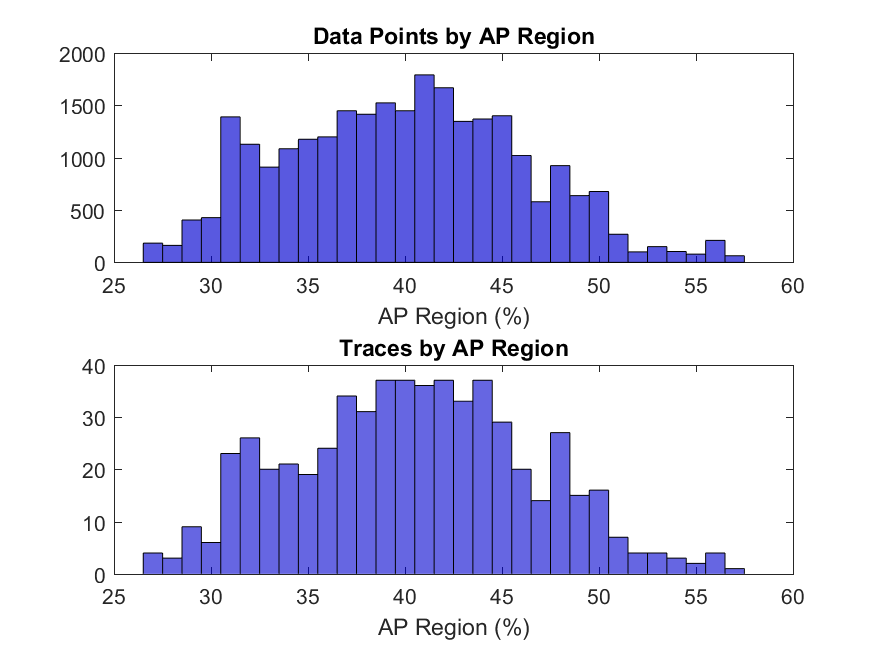 Data Points by AP Region
2000
1500
1000
500
0
25 30 35 40 45 50 55 60
AP Region (%)
Traces by AP Region
40
30
20
10
0
25 30 35 40 45 50 55 60
AP Region (%)